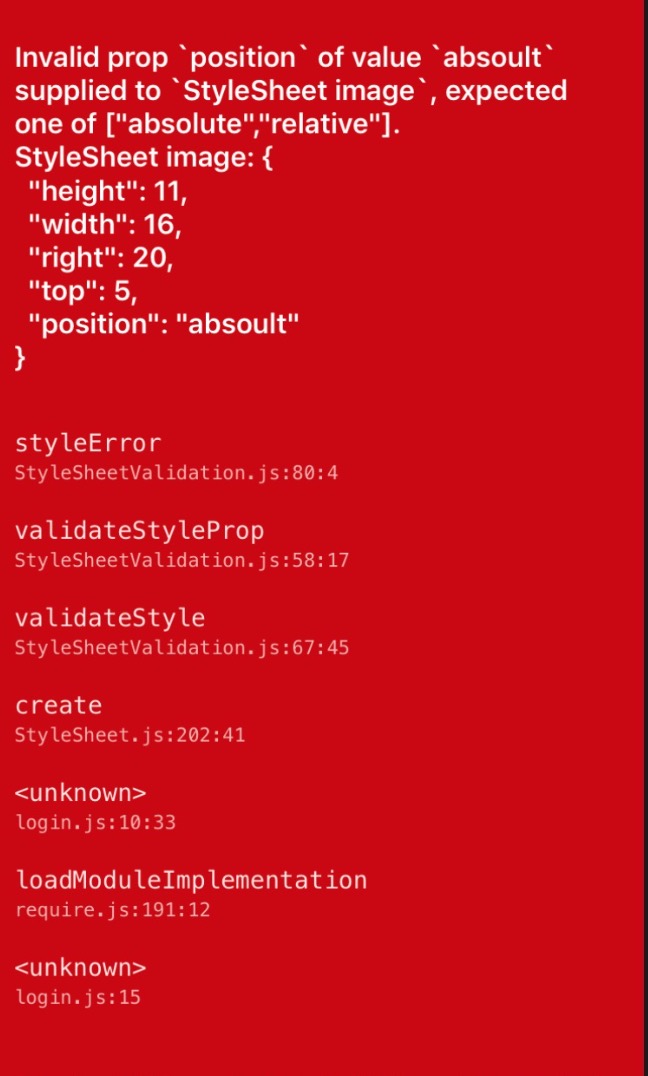 Invalid prop `position` of value `absoult`
supplied to `StyleSheet image`, expected
one of ["absolute","relative"].
StyleSheet image: {
"height": 11,
"width": 16,
"right": 20,
"top": 5,
"position": "absoult"
}
styleError
StyleSheetValidation.js:80:4
validateStyleProp
StyleSheetValidation.js:58:17
validateStyle
StyleSheetValidation.js:67:45
create
StyleSheet.js:202:41
<unknown>
login.js:10:33
loadModuleImplementation
require.js:191:12
<unknown>
login.js:15